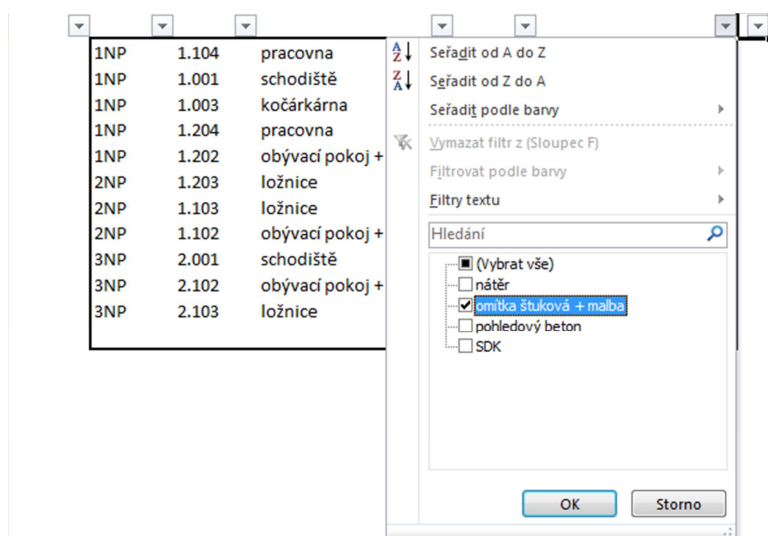 1NP 1.104 pracovna
1NP 1.001 schodiště
1NP 1.003 kočárkárna
1NP 1.204 pracovna
1NP 1.202 obývací pokoj +
2NP 1.203 ložnice
2NP 1.103 ložnice
2NP 1.102 obývací pokoj +
3NP 2.001 schodiště
3NP 2.102 obývací pokoj +
3NP 2.103 ložnice
Seřadit od A do Z
Seřadit od Z do A
Seřadit podle barvy
Vymazat filtr z (Sloupec F)
Filtrovat podle barvy
Filtry textu
Hledání
(Vybrat vše)
nátěr
omítka štuková + malba
pohledový beton
SDK
OK Storno